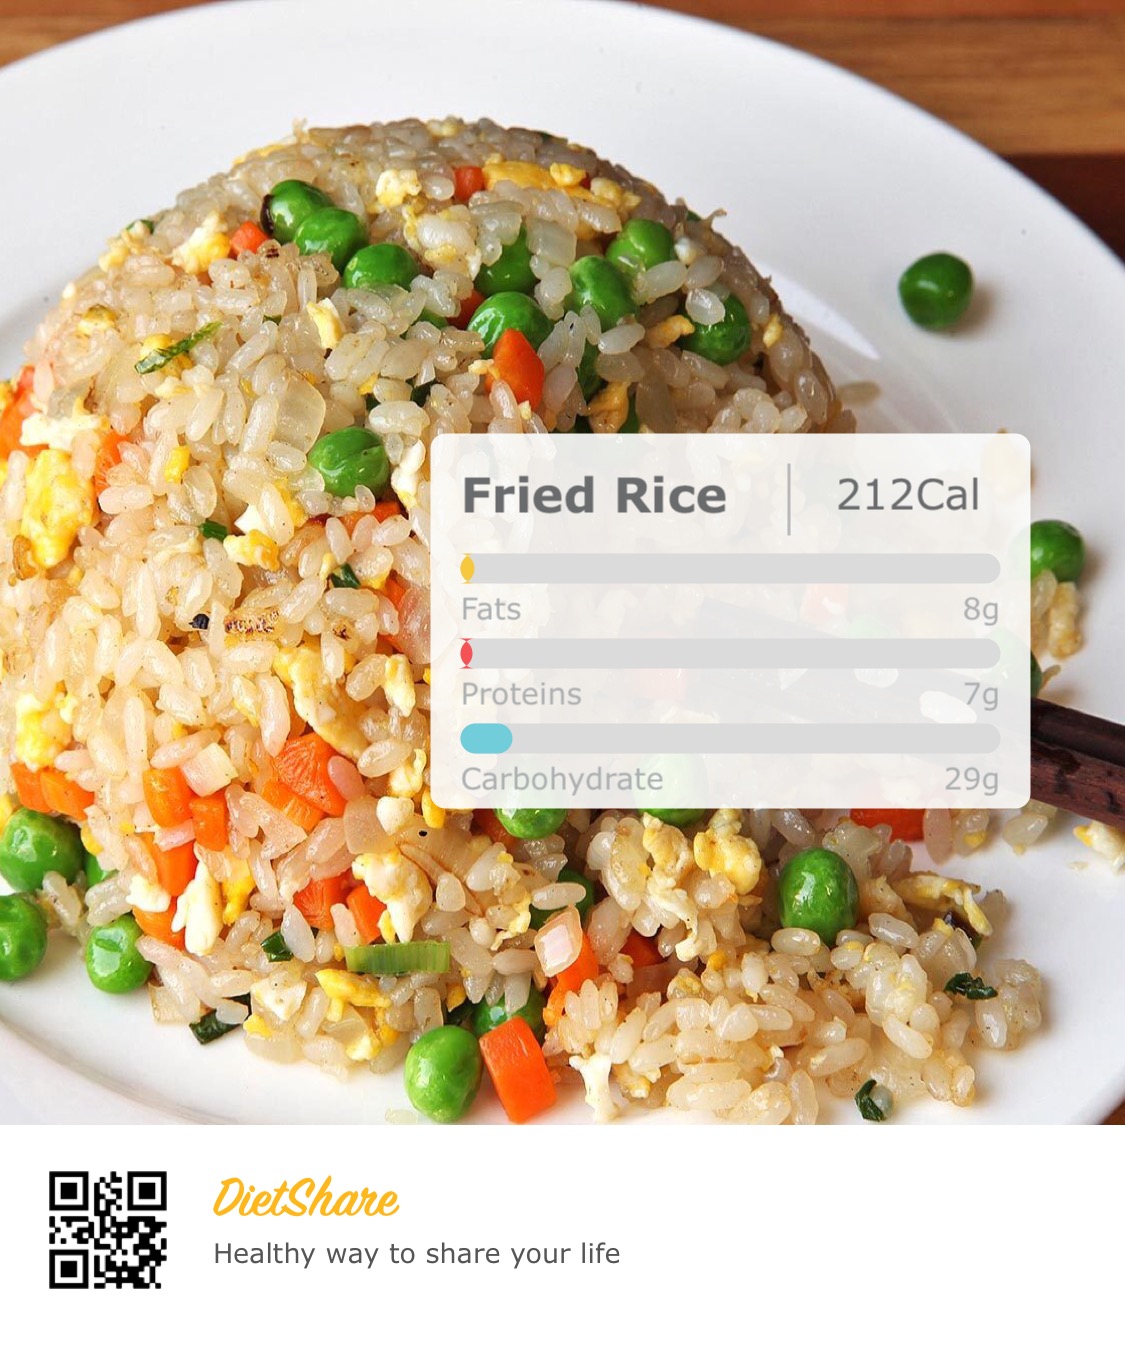 Fried Rice 212Cal
Fats 8g
Proteins 7g
Carbohydrate 29g
DietShare
Healthy way to share your life